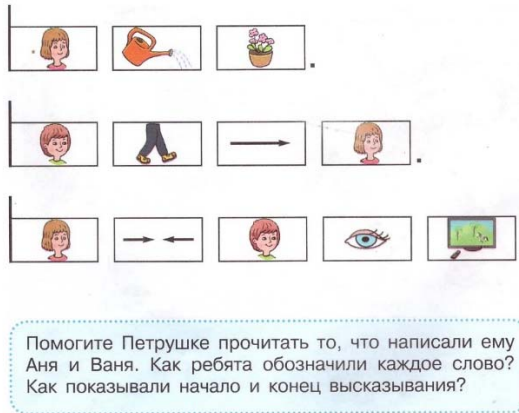 Помогите Петрушке прочитать то, что написали ему
Аня и Ваня. Как ребята обозначили каждое слово?
Как показывали начало и конец высказывания?